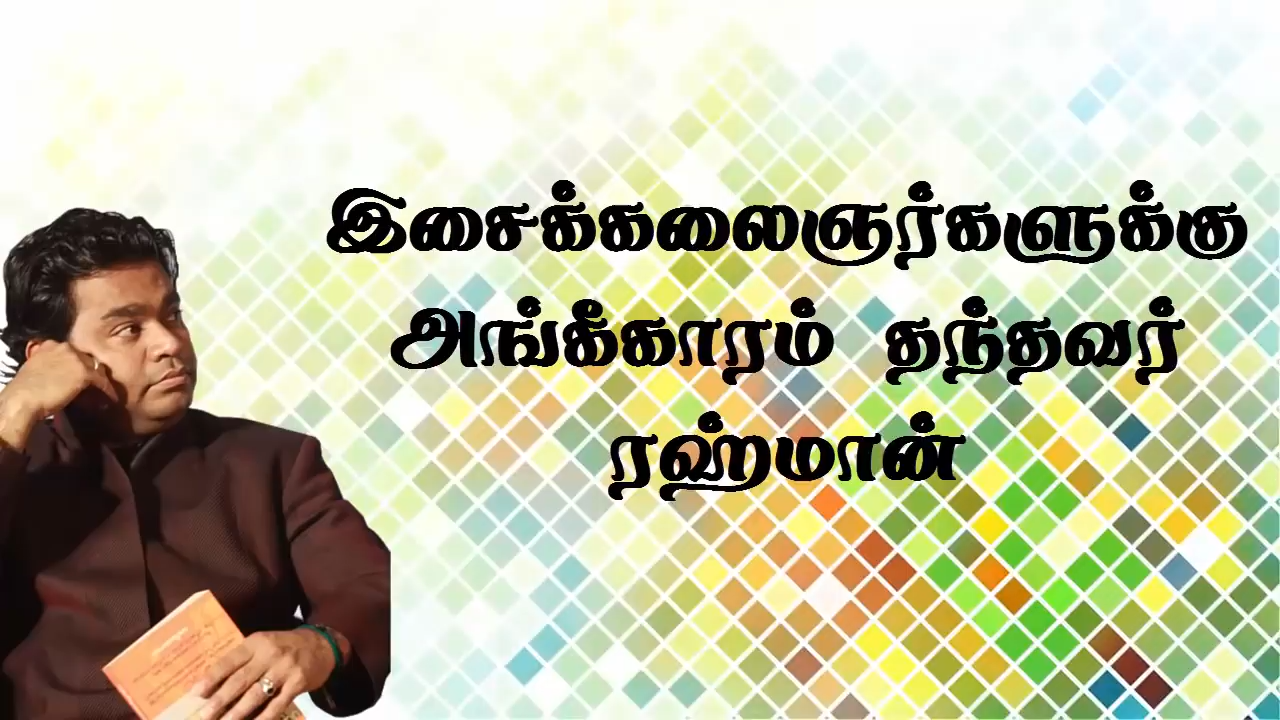 இசைக்கலைஞர்களுக்கு
அங்கீகாரம் தந்தவர்
ரஹ்மான்